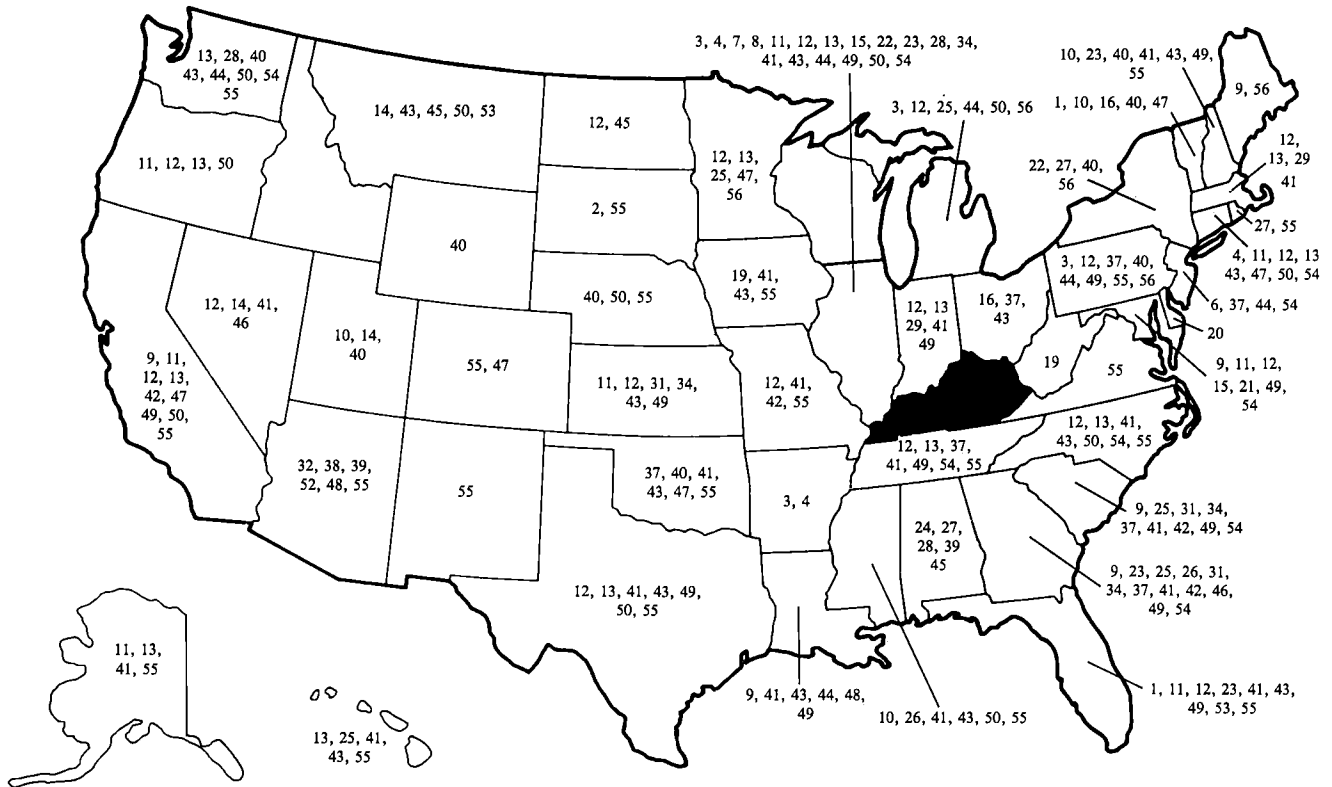 3, 4, 7, 8, 11, 12, 13, 15, 22, 23, 28, 34,
41, 43, 44, 49, 50, 54
10, 23, 40, 41, 43, 49,
55
13, 28, 40
43, 44, 50, 54
55
14, 43, 45, 50, 53
12, 45
3, 12, 25, 44, 50, 56
1, 10, 16, 40, 47
9, 56
12,
13, 29
41
11, 12, 13, 50
12, 13,
25, 47,
56
22, 27, 40,
56
2, 55
27, 55
40
3, 12, 37, 40,
44, 49, 55, 56
4, 11, 12, 13
43, 47, 50, 54
19, 41,
43, 55
12, 14, 41,
46
40, 50, 55
12, 13
29, 41
49
16, 37,
43
6, 37, 44, 54
20
10, 14,
40
9, 11,
12, 13,
42, 47
49, 50,
55
55, 47
11, 12, 31, 34,
43, 49
12, 41,
42, 55
19
55
9, 11, 12,
15, 21, 49,
54
12, 13, 37,
41, 49, 54, 55
12, 13, 41,
43, 50, 54, 55
32, 38, 39,
52, 48, 55
55
37, 40, 41,
43, 47, 55
3, 4
9, 25, 31, 34,
37, 41, 42, 49, 54
24, 27,
28, 39
45
9, 23, 25, 26, 31,
34, 37, 41, 42, 46,
49, 54
12, 13, 41, 43, 49,
50, 55
11, 13,
41, 55
9, 41, 43, 44, 48,
49
10, 26, 41, 43, 50, 55
1, 11, 12, 23, 41, 43,
49, 53, 55
13, 25, 41,
43, 55